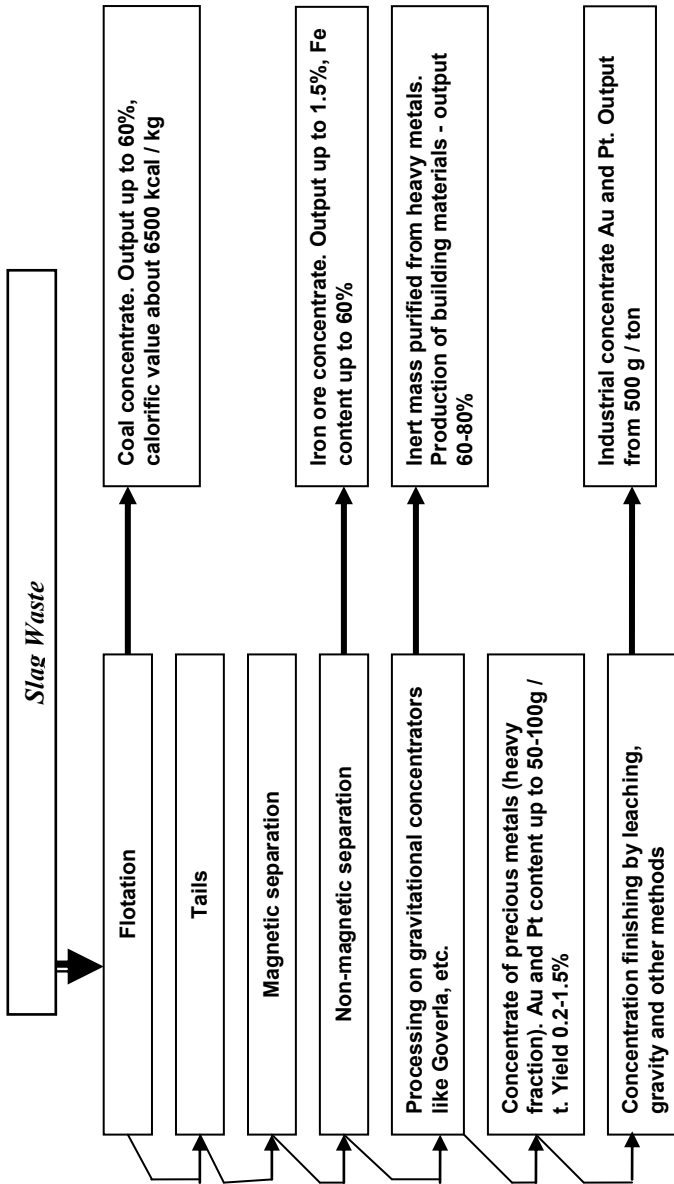 Slag Waste
Flotation
Coal concentrate. Output up to 60%,
calorific value about 6500 kcal / kg
Tails
Magnetic separation
Non-magnetic separation
Iron ore concentrate. Output up to 1.5%, Fe
content up to 60%
Processing on gravitational concentrators
like Goverla, etc.
Inert mass purified from heavy metals.
Production of building materials - output
60-80%
Concentrate of precious metals (heavy
fraction). Au and Pt content up to 50-100g /
t. Yield 0.2-1.5%
Concentration finishing by leaching,
gravity and other methods
Industrial concentrate Au and Pt. Output
from 500 g / ton